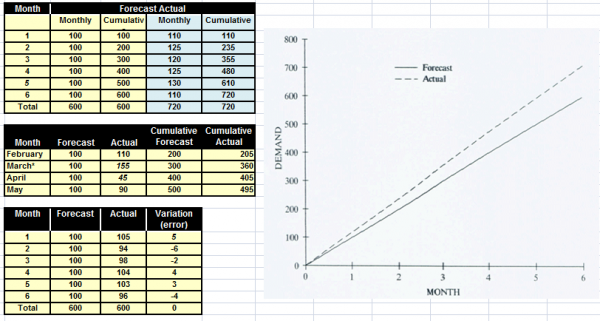 Month Forecast Actual
Monthly Cumulativ Monthly Cumulative
1 100 100 110 110
2 100 200 125 235
3 100 300 120 355
4 100 400 125 480
5 100 500 130 610
6 100 600 110 720
Total 600 600 720 720
Cumulative Cumulative
Month Forecast Actual Forecast Actual
February 100 110 200 205
March* 100 155 300 360
April 100 45 400 405
May 100 90 500 495
Month Forecast Actual Variation
(error)
1 100 105 5
2 100 94 -6
3 100 98 -2
4 100 104 4
5 100 103 3
6 100 96 -4
Total 600 600 0
800
700
600
500
400
300
200
100
0
DEMAND
Forecast
Actual
0 1 2 3 4 5 6
MONTH